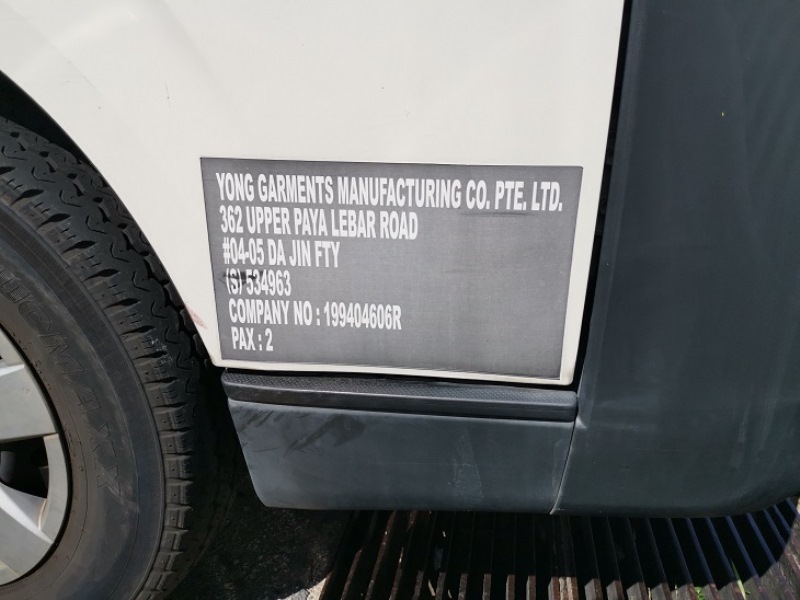 YONG GARMENTS MANUFACTURING CO. PTE. LTD.
362 UPPER PAYA LEBAR ROAD
#04-05 DA JIN FTY
(S) 534963
COMPANY NO : 199404606R
PAX : 2